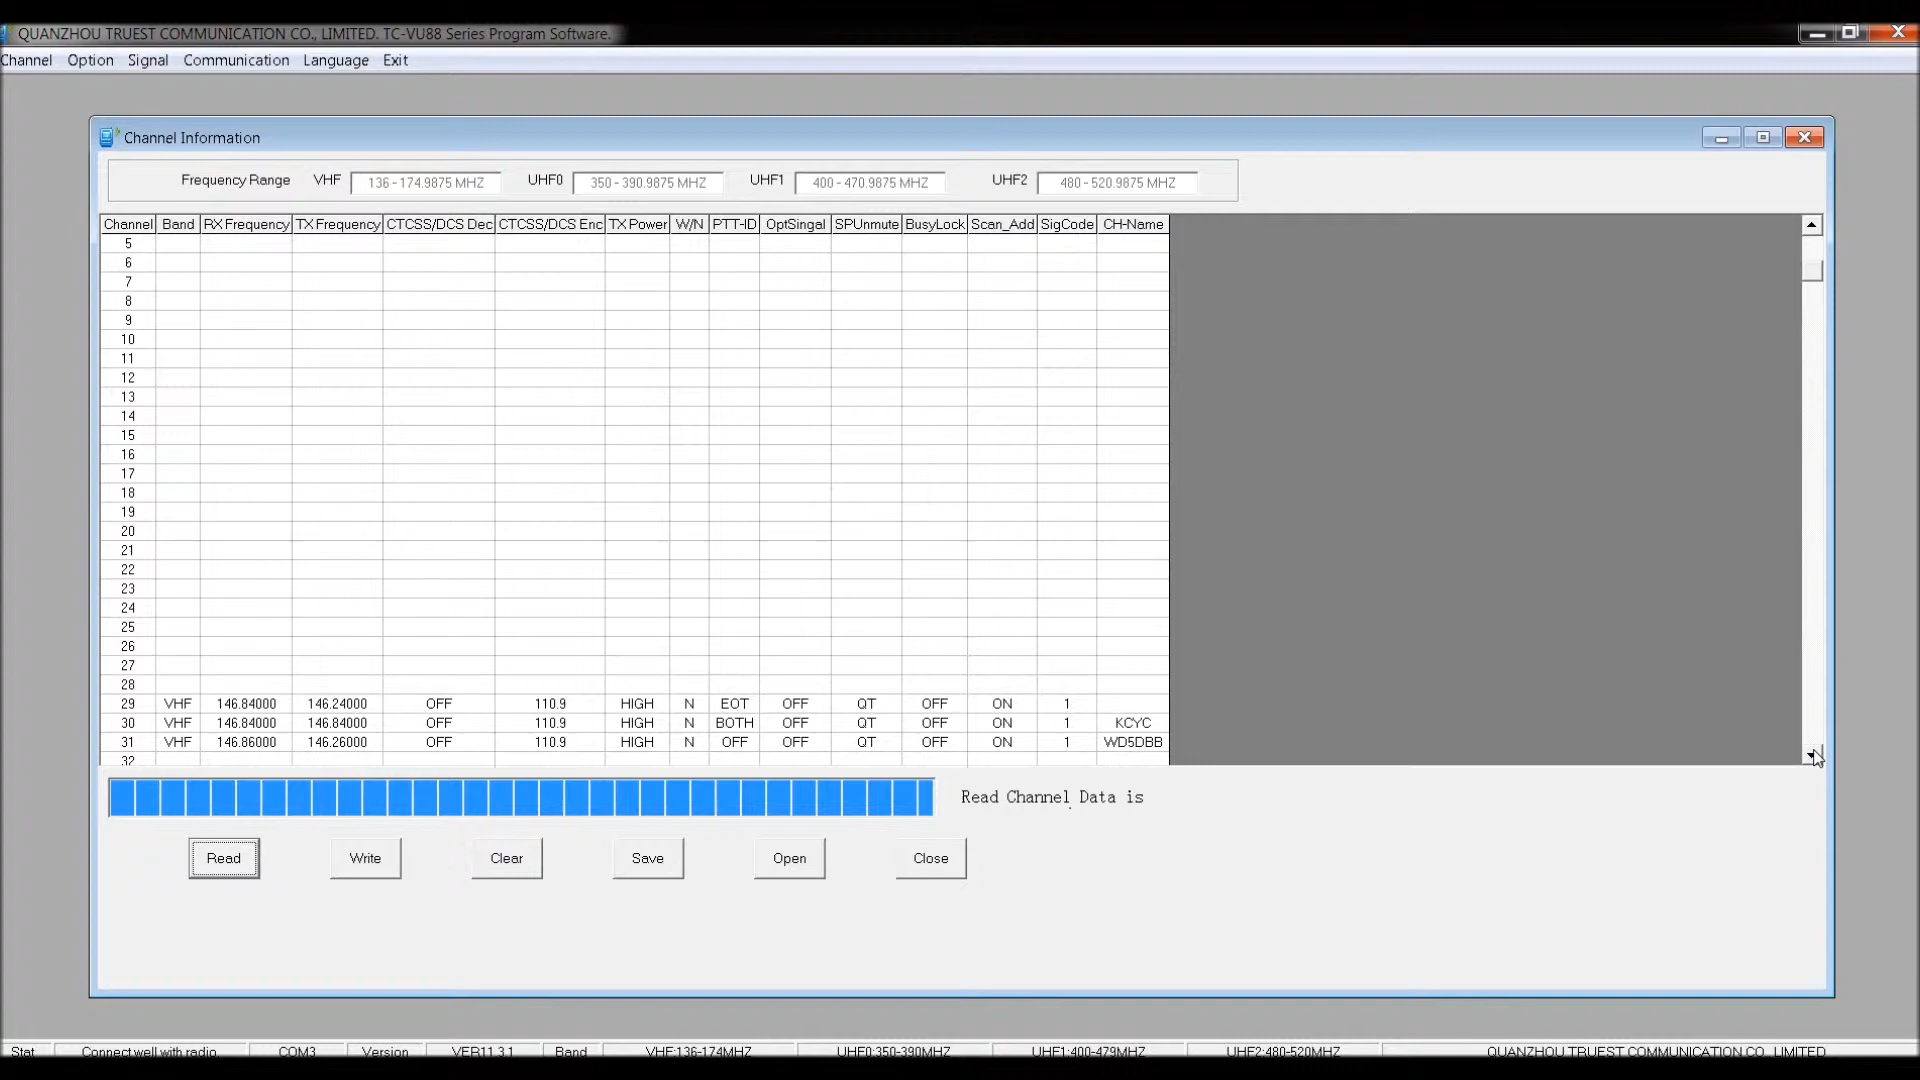 QUANZHOU TRUEST COMMUNICATION CO., LIMITED. TC-VU88 Series Program Software.
Channel Option Signal Communication Language Exit
Channel Information
Frequency Range VHF 136 - 174.9875 MHZ UHF0 350 - 390.9875 MHZ UHF1 400 - 470.9875 MHZ UHF2 480 - 520.9875 MHZ
Channel Band RX Frequency TX Frequency CTCSS/DCS Dec CTCSS/DCS Enc TX Power W/N PTT-ID OptSingal SPUnmute BusyLock Scan_Add SigCode CH-Name
5
6
7
8
9
10
11
12
13
14
15
16
17
18
19
20
21
22
23
24
25
26
27
28
29 VHF 146.84000 146.24000 OFF 110.9 HIGH N EOT OFF QT OFF ON 1
30 VHF 146.84000 146.84000 OFF 110.9 HIGH N BOTH OFF QT OFF ON 1 KCYC
31 VHF 146.86000 146.26000 OFF 110.9 HIGH N OFF OFF QT OFF ON 1 WD5DBB
32
Read Channel Data is
Read Write Clear Save Open Close
Stat Connect well with radio. COM3 Version VER11.3.1 Band VHF:136-174MHZ UHF0:350-390MHZ UHF1:400-479MHZ UHF2:480-520MHZ QUANZHOU TRUEST COMMUNICATION CO., LIMITED